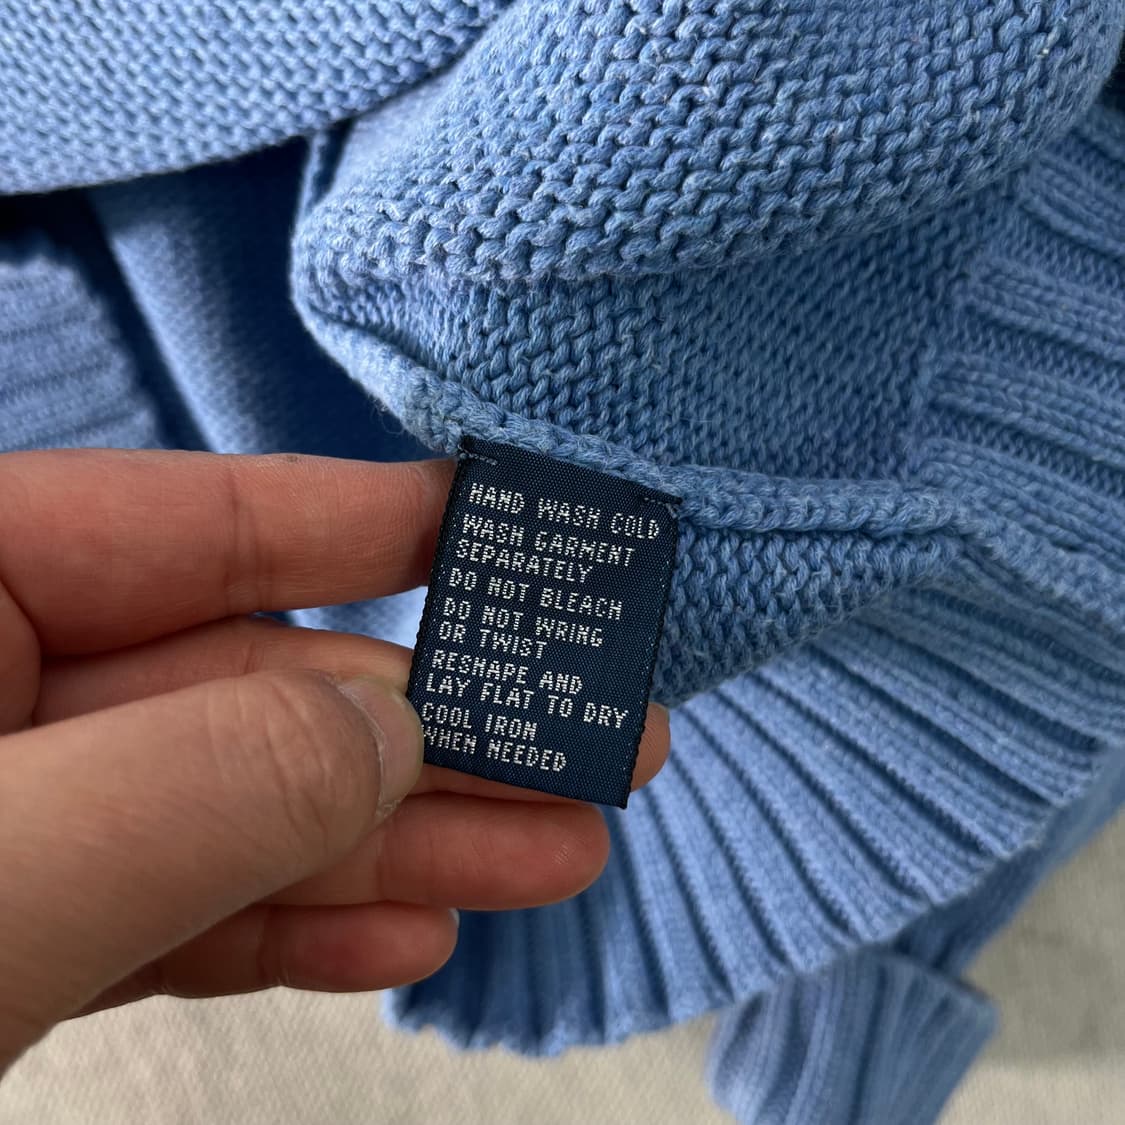 HAND WASH COLD
WASH GARMENT
SEPARATELY
DO NOT BLEACH
DO NOT WRING
OR TWIST
RESHAPE AND
LAY FLAT TO DRY
COOL IRON
WHEN NEEDED